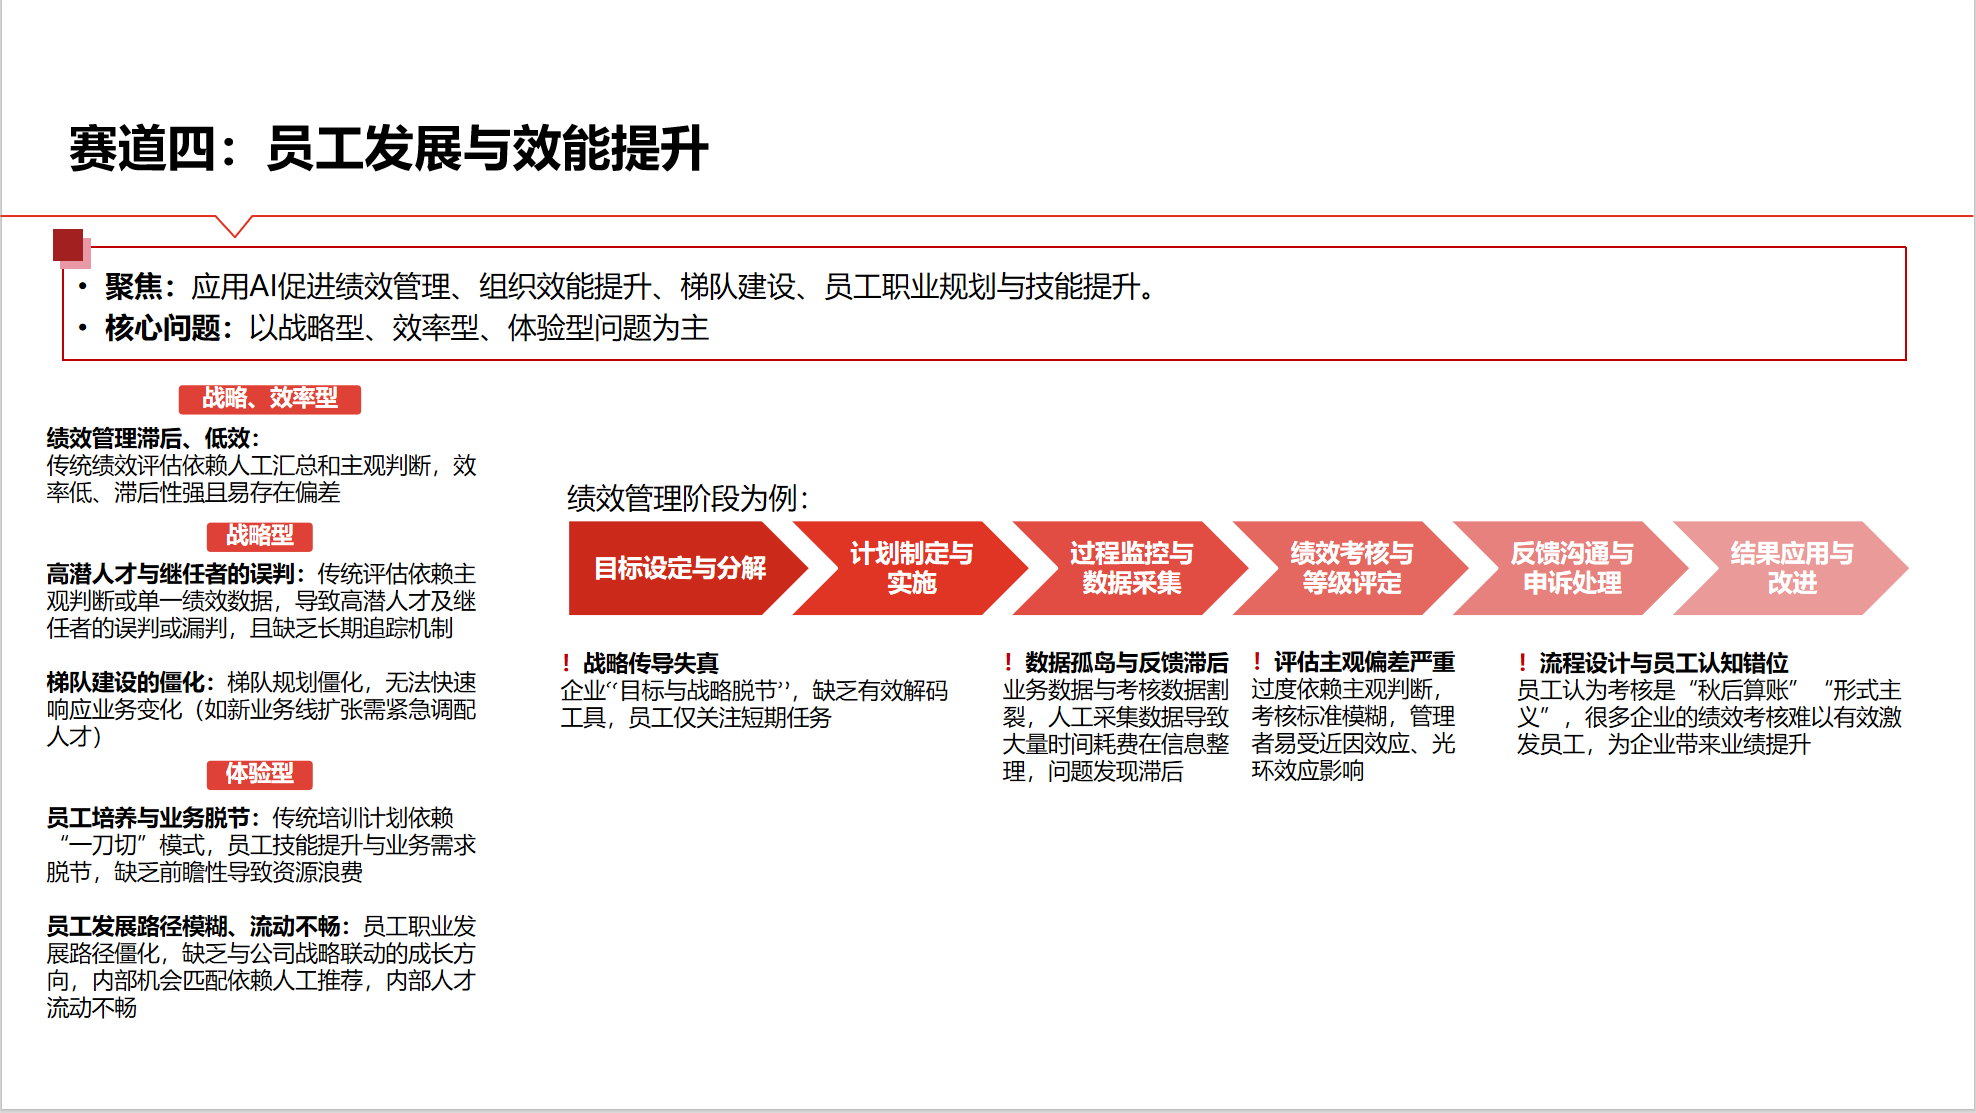 赛道四：员工发展与效能提升
• 聚焦：应用AI促进绩效管理、组织效能提升、梯队建设、员工职业规划与技能提升。
• 核心问题：以战略型、效率型、体验型问题为主
战略、效率型
绩效管理滞后、低效：
传统绩效评估依赖人工汇总和主观判断，效
率低、滞后性强且易存在偏差
战略型
高潜人才与继任者的误判：传统评估依赖主
观判断或单一绩效数据，导致高潜人才及继
任者的误判或漏判，且缺乏长期追踪机制
梯队建设的僵化：梯队规划僵化，无法快速
响应业务变化（如新业务线扩张需紧急调配
人才）
体验型
员工培养与业务脱节：传统培训计划依赖
“一刀切”模式，员工技能提升与业务需求
脱节，缺乏前瞻性导致资源浪费
员工发展路径模糊、流动不畅：员工职业发
展路径僵化，缺乏与公司战略联动的成长方
向，内部机会匹配依赖人工推荐，内部人才
流动不畅
绩效管理阶段为例：
目标设定与分解
计划制定与
实施
过程监控与
数据采集
绩效考核与
等级评定
反馈沟通与
申诉处理
结果应用与
改进
！战略传导失真
企业“目标与战略脱节”，缺乏有效解码
工具，员工仅关注短期任务
！数据孤岛与反馈滞后
业务数据与考核数据割
裂，人工采集数据导致
大量时间耗费在信息整
理，问题发现滞后
！评估主观偏差严重
过度依赖主观判断，
考核标准模糊，管理
者易受近因效应、光
环效应影响
！流程设计与员工认知错位
员工认为考核是“秋后算账”“形式主
义”，很多企业的绩效考核难以有效激
发员工，为企业带来业绩提升